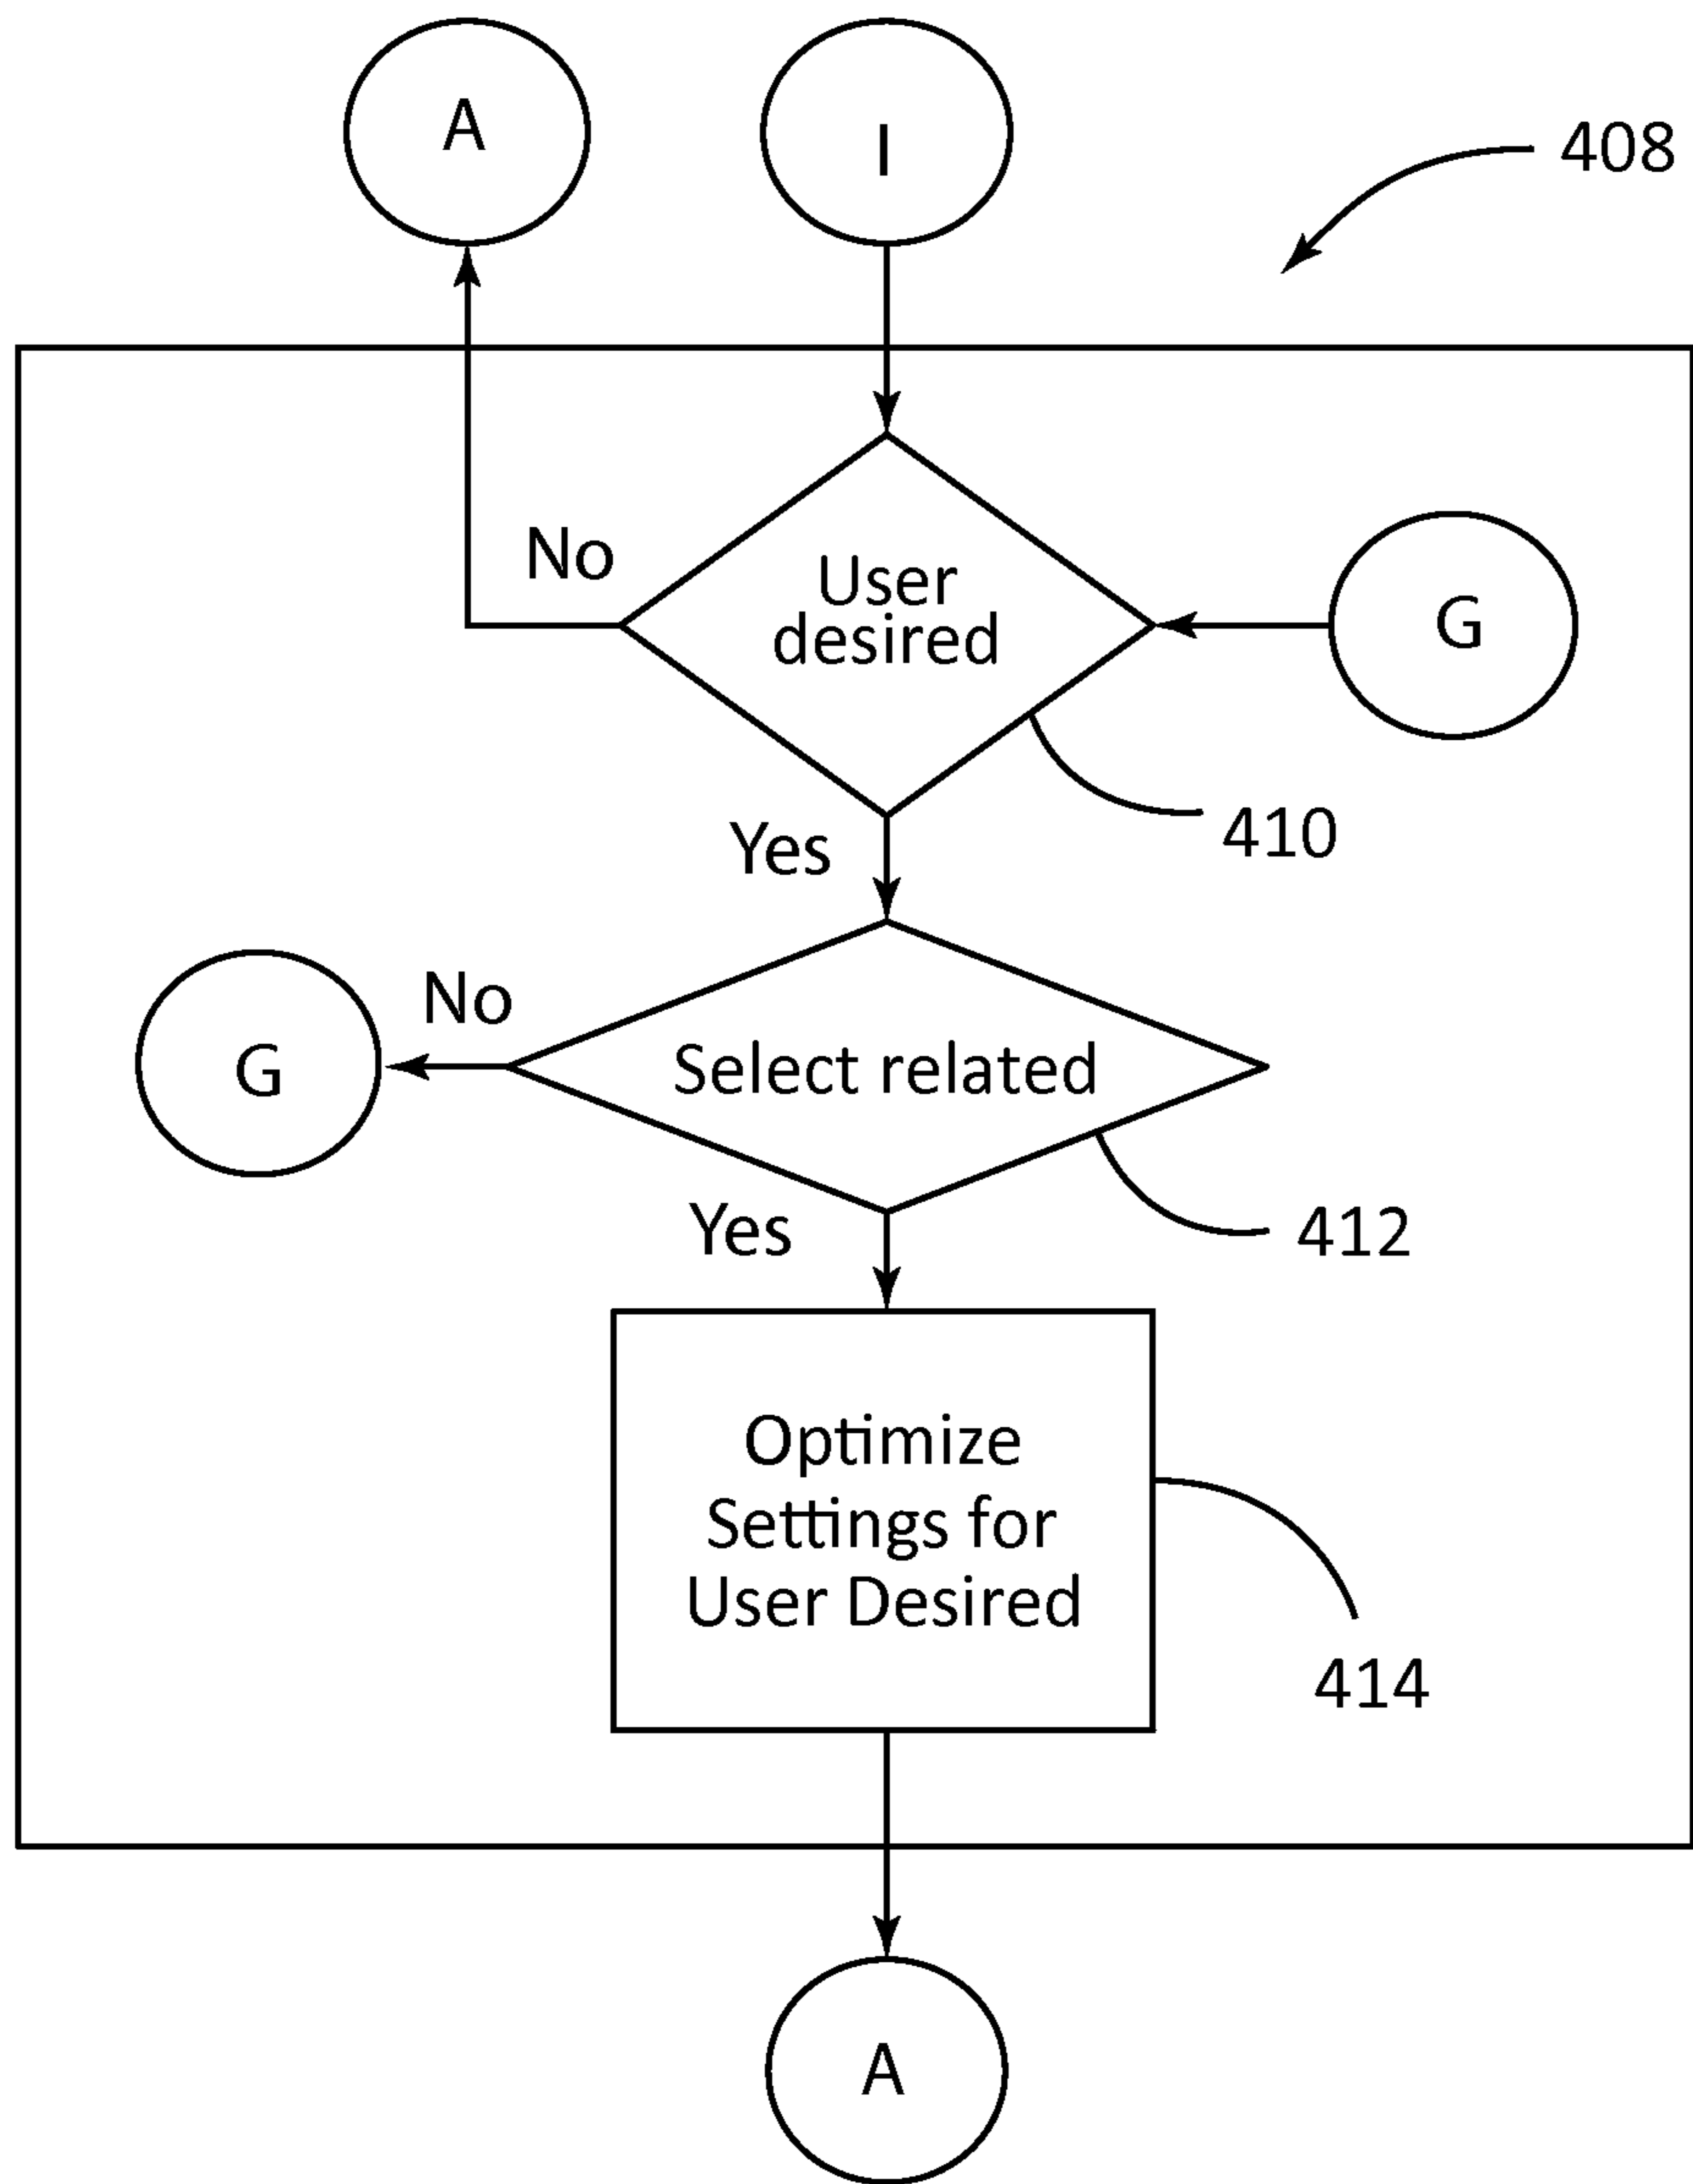 A
I
408
No
User
desired
G
410
Yes
No
G
Select related
Yes
412
Optimize
Settings for
User Desired
414
A